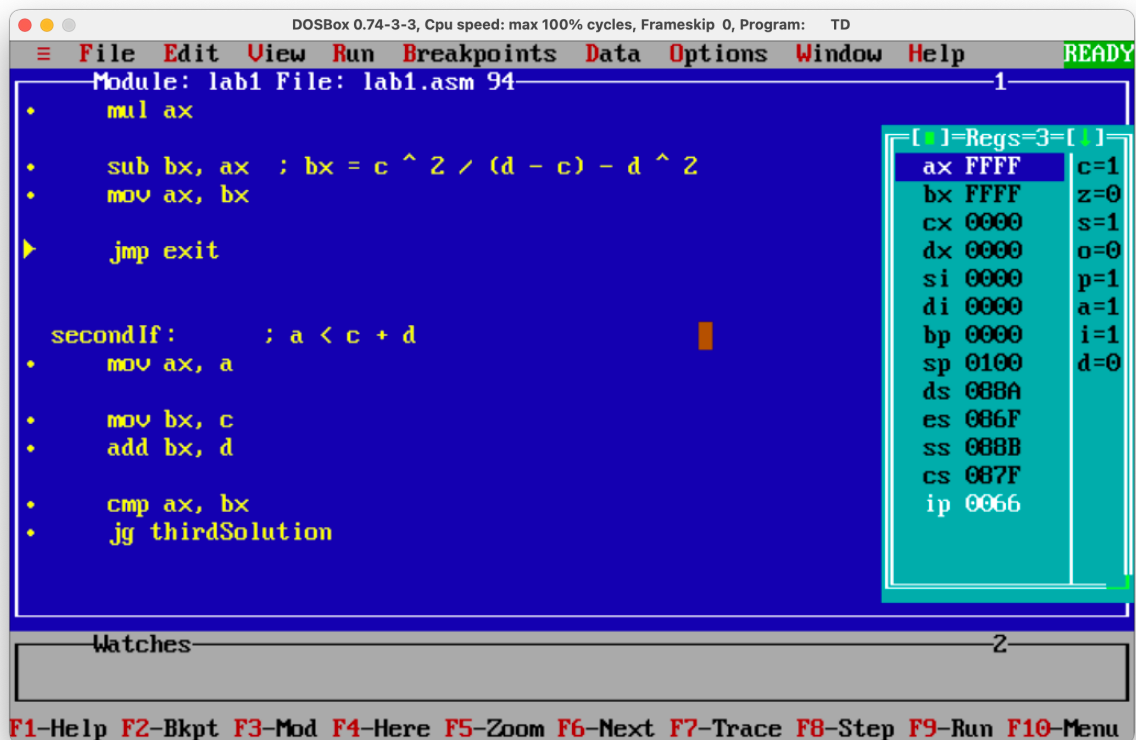 DOSBox 0.74-3-3, Cpu speed: max 100% cycles, Frameskip 0, Program: TD
≡ File Edit View Run Breakpoints Data Options Window Help READY
Module: lab1 File: lab1.asm 94 1
mul ax
sub bx, ax ; bx = c ^ 2 / (d - c) - d ^ 2
mov ax, bx
jmp exit
secondIf: ; a < c + d
mov ax, a
mov bx, c
add bx, d
cmp ax, bx
jg thirdSolution
[■]=Regs=3=[↓]
ax FFFF c=1
bx FFFF z=0
cx 0000 s=1
dx 0000 o=0
si 0000 p=1
di 0000 a=1
bp 0000 i=1
sp 0100 d=0
ds 088A
es 086F
ss 088B
cs 087F
ip 0066
Watches 2
F1-Help F2-Bkpt F3-Mod F4-Here F5-Zoom F6-Next F7-Trace F8-Step F9-Run F10-Menu